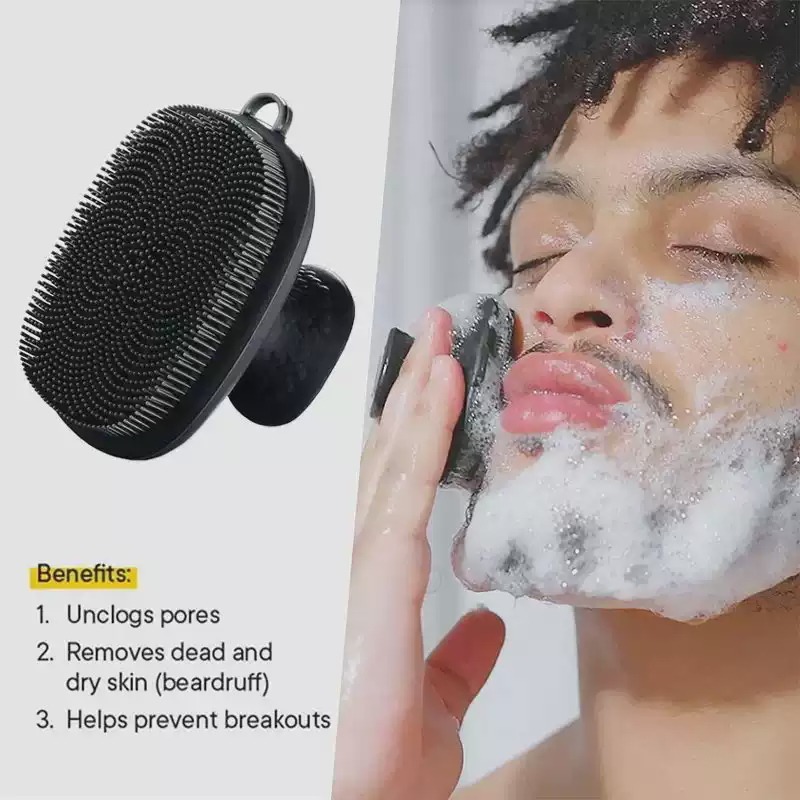 Benefits:
1. Unclogs pores
2. Removes dead and
dry skin (beardruff)
3. Helps prevent breakouts